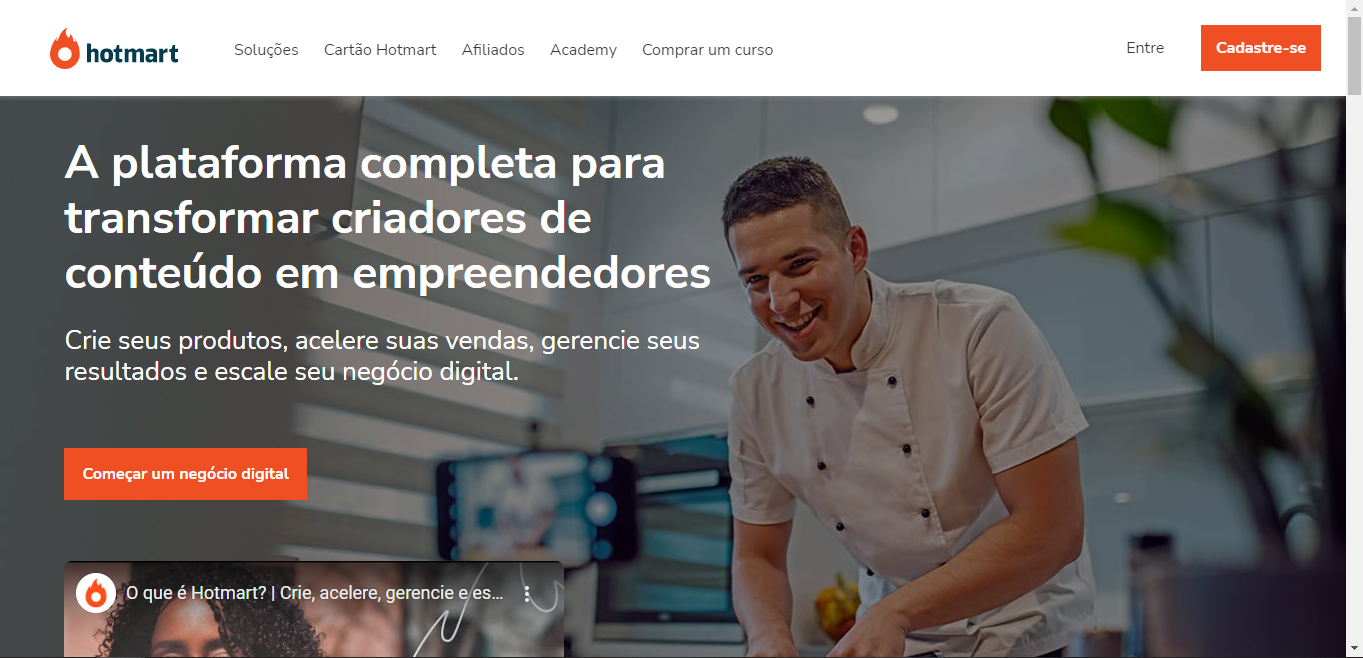 hotmart
Soluções
Cartão Hotmart
Afiliados
Academy
Comprar um curso
Entre
Cadastre-se
A plataforma completa para
transformar criadores de
conteúdo em empreendedores
Crie seus produtos, acelere suas vendas, gerencie seus
resultados e escale seu negócio digital.
Começar um negócio digital
O que é Hotmart? | Crie, acelere, gerencie e es...